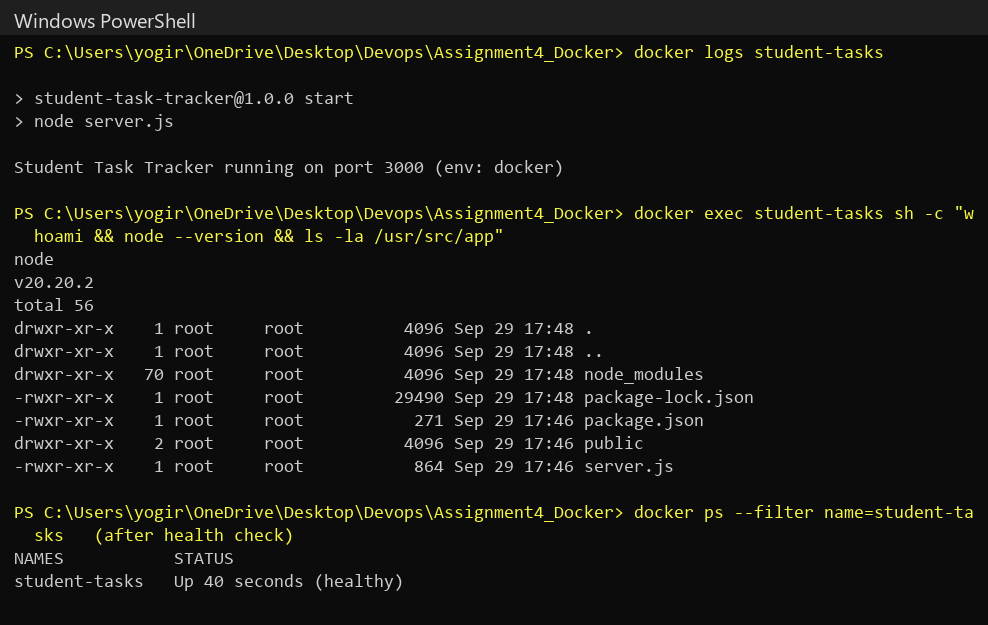 Windows PowerShell
PS C:\Users\yogir\OneDrive\Desktop\Devops\Assignment4_Docker> docker logs student-tasks
> student-task-tracker@1.0.0 start
> node server.js
Student Task Tracker running on port 3000 (env: docker)
PS C:\Users\yogir\OneDrive\Desktop\Devops\Assignment4_Docker> docker exec student-tasks sh -c "w
hoami && node --version && ls -la /usr/src/app"
node
v20.20.2
total 56
drwxr-xr-x    1 root     root          4096 Sep 29 17:48 .
drwxr-xr-x    1 root     root          4096 Sep 29 17:48 ..
drwxr-xr-x   70 root     root          4096 Sep 29 17:48 node_modules
-rwxr-xr-x    1 root     root         29490 Sep 29 17:48 package-lock.json
-rwxr-xr-x    1 root     root           271 Sep 29 17:46 package.json
drwxr-xr-x    2 root     root          4096 Sep 29 17:46 public
-rwxr-xr-x    1 root     root           864 Sep 29 17:46 server.js
PS C:\Users\yogir\OneDrive\Desktop\Devops\Assignment4_Docker> docker ps --filter name=student-ta
sks   (after health check)
NAMES           STATUS
student-tasks   Up 40 seconds (healthy)